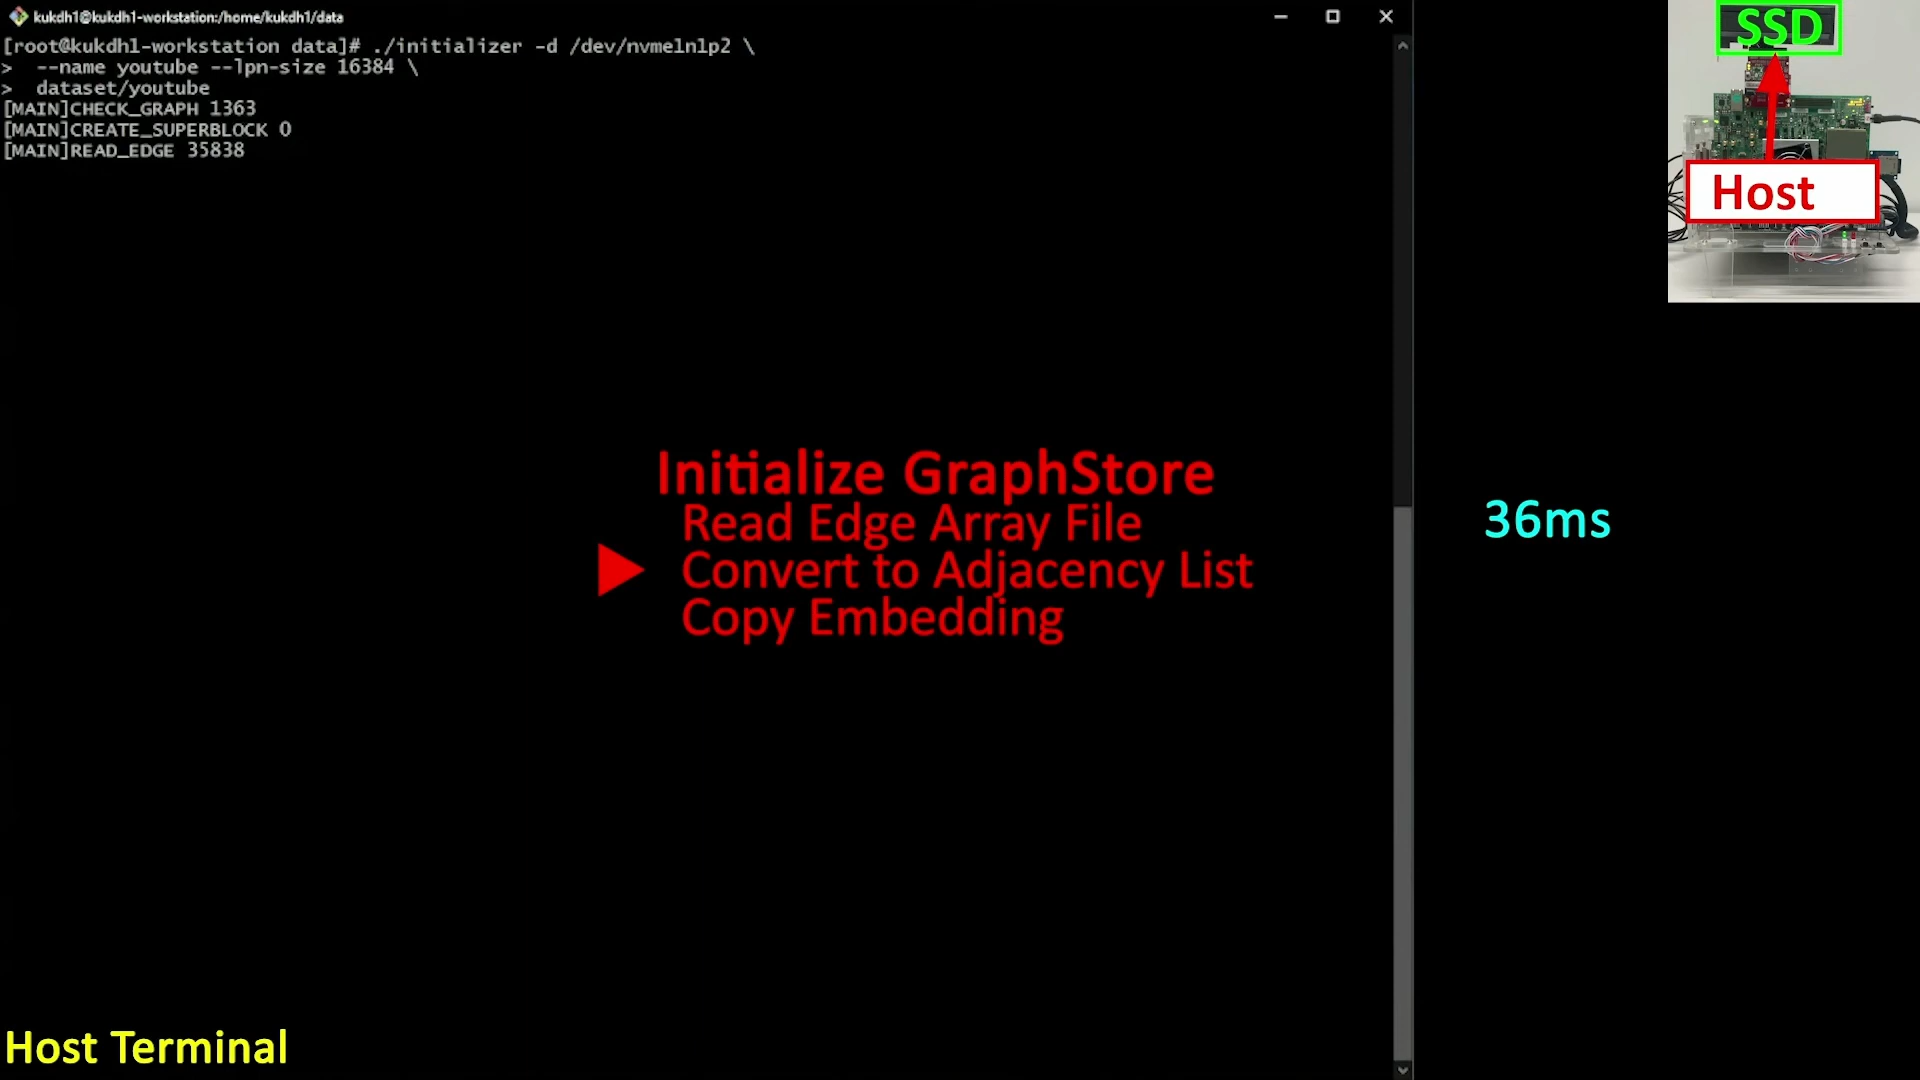 kukdh1@kukdh1-workstation:/home/kukdh1/data
[root@kukdh1-workstation data]# ./initializer -d /dev/nvme1n1p2 \
>  --name youtube --lpn-size 16384 \
>  dataset/youtube
[MAIN]CHECK_GRAPH 1363
[MAIN]CREATE_SUPERBLOCK 0
[MAIN]READ_EDGE 35838
SSD
Host
Initialize GraphStore
Read Edge Array File
Convert to Adjacency List
Copy Embedding
36ms
Host Terminal